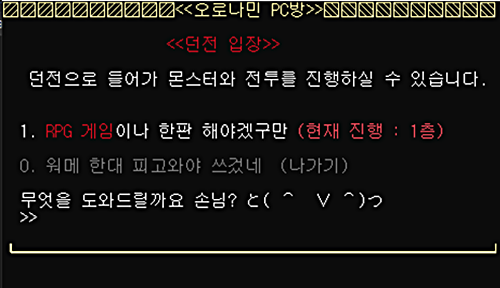 ▨▨▨▨▨▨▨▨▨▨<<오로나민 PC방>>▨▨▨▨▨▨▨▨▨▨
<<던전 입장>>
던전으로 들어가 몬스터와 전투를 진행하실 수 있습니다.
1. RPG 게임이나 한판 해야겠구만 (현재 진행 : 1층)
0. 워메 한대 피고와야 쓰겄네 (나가기)
무엇을 도와드릴까요 손님? と( ^ ∨ ^)つ
>>